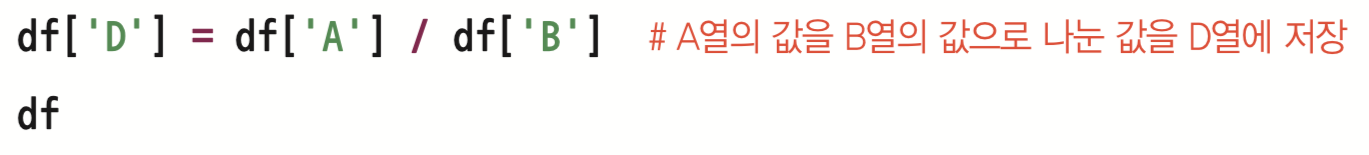 df['D'] = df['A'] / df['B'] # A열의 값을 B열의 값으로 나눈 값을 D열에 저장
df